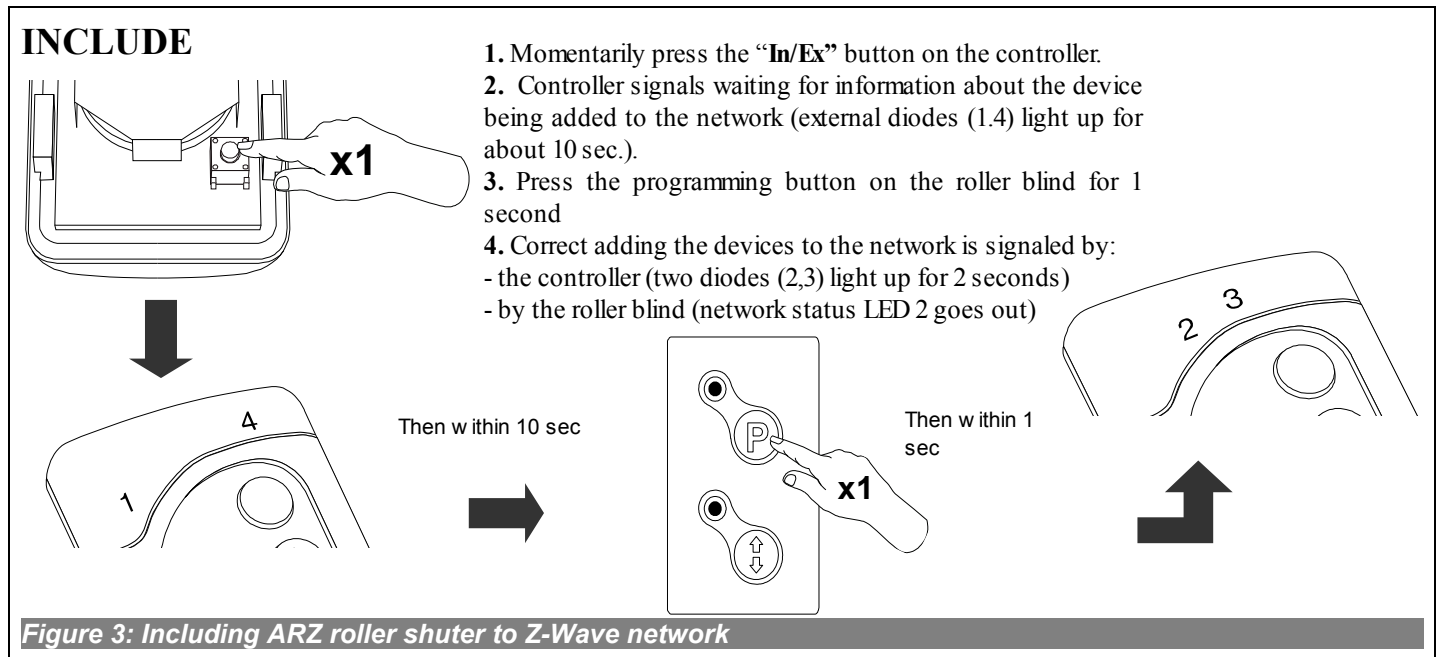 INCLUDE
1. Momentarily press the “In/Ex” button on the controller.
2. Controller signals waiting for information about the device
being added to the network (external diodes (1.4) light up for
about 10 sec.).
3. Press the programming button on the roller blind for 1
second
4. Correct adding the devices to the network is signaled by:
- the controller (two diodes (2,3) light up for 2 seconds)
- by the roller blind (network status LED 2 goes out)
x1
1
4
Then w ithin 10 sec
P
x1
Then w ithin 1
sec
2
3
Figure 3: Including ARZ roller shuter to Z-Wave network